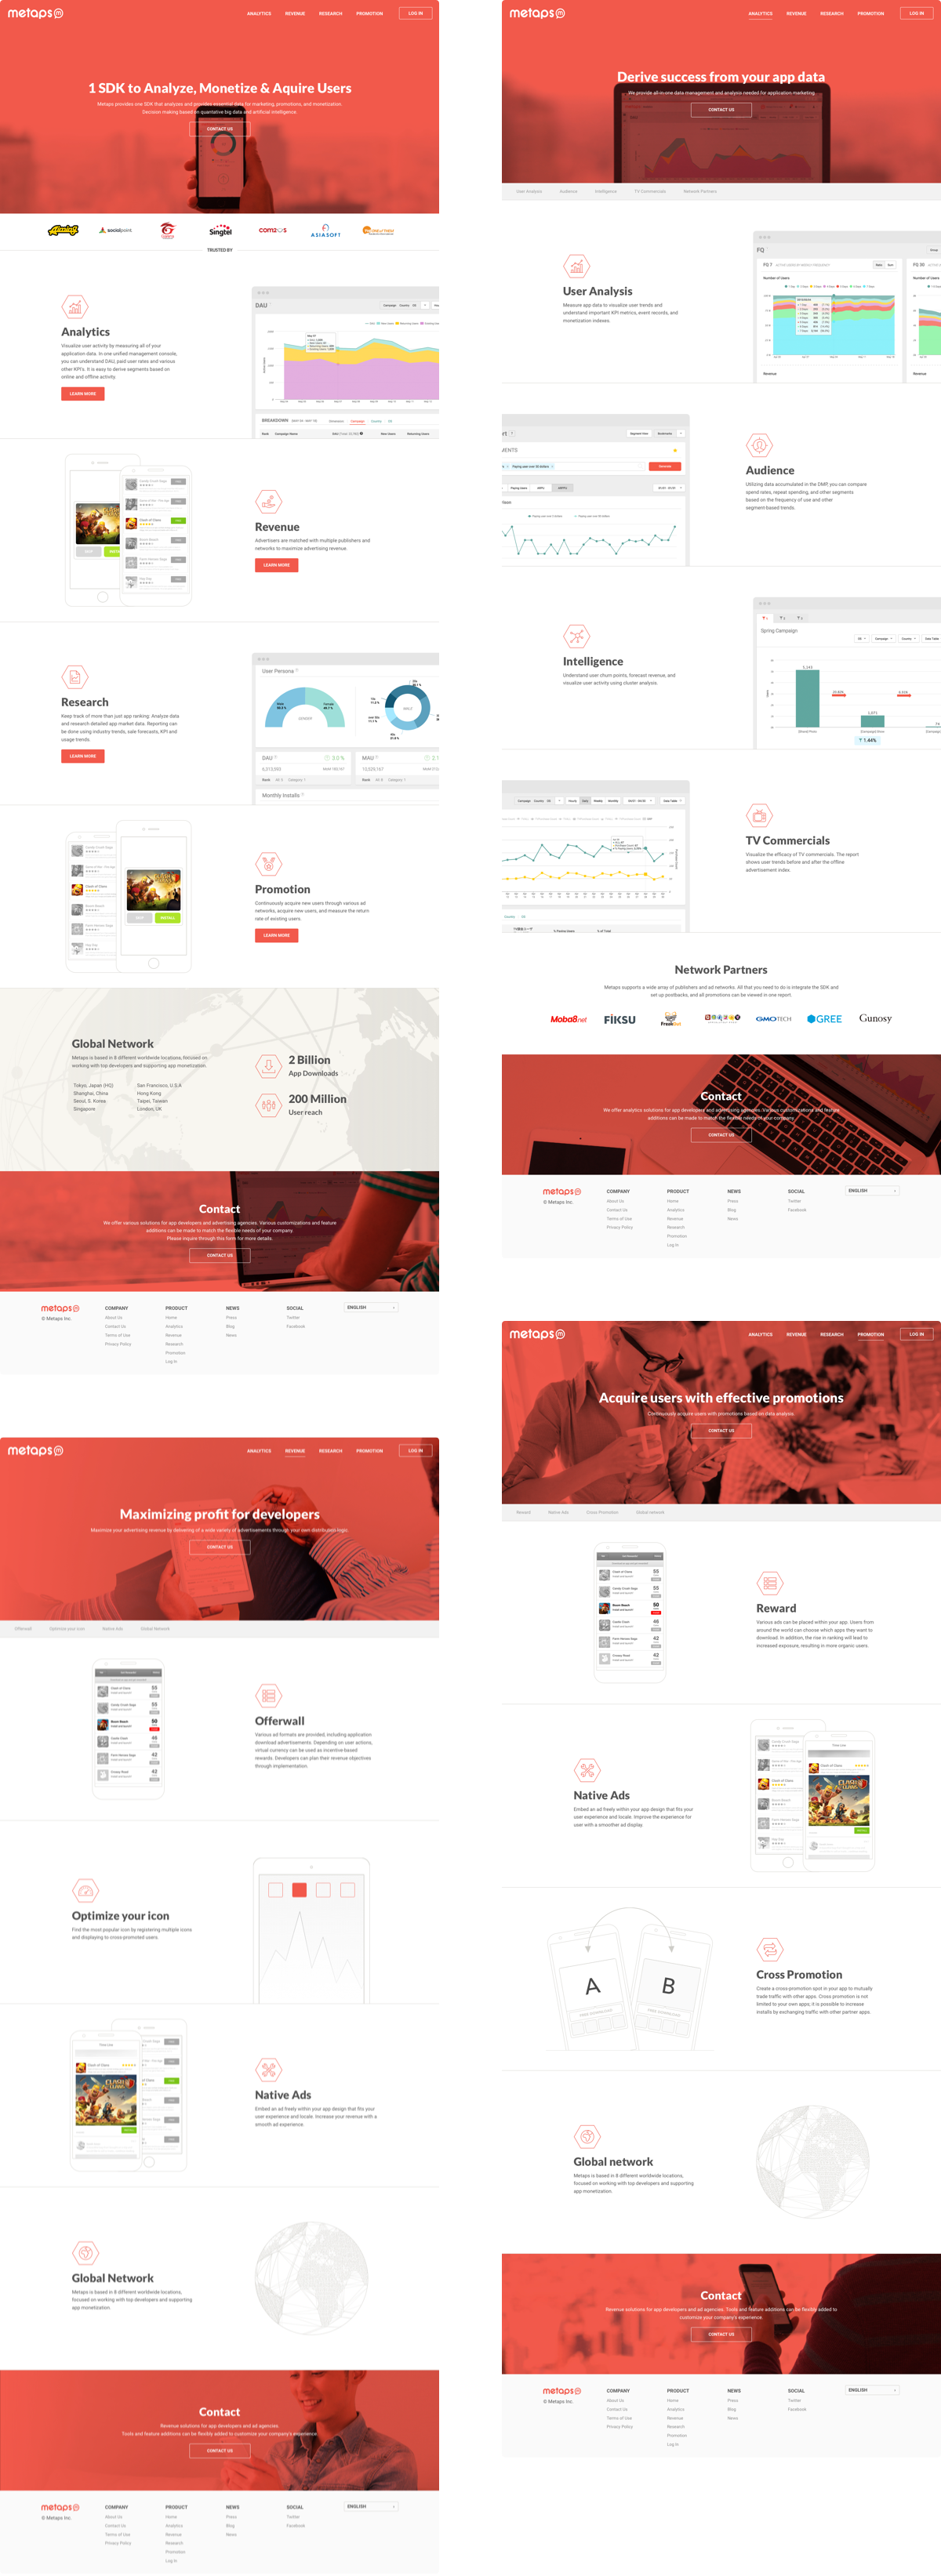 metaps
ANALYTICS
REVENUE
RESEARCH
PROMOTION
LOG IN
1 SDK to Analyze, Monetize & Aquire Users
Metaps provides one SDK that analyzes and provides essential data for marketing, promotions, and monetization.
Decision making based on quantative big data and artificial intelligence.
CONTACT US
socialpoint
Singtel
COM2US
ASIASOFT
TRUSTED BY
Analytics
Visualize user activity by measuring all of your
application data. In one unified management console,
you can understand DAU, paid user rates and various
other KPI's. It is easy to derive segments based on
online and offline activity.
LEARN MORE
DAU
BREAKDOWN
Revenue
Advertisers are matched with multiple publishers and
networks to maximize advertising revenue.
LEARN MORE
Research
Keep track of more than just app ranking: Analyze data
and research detailed app market data. Reporting can
be done using industry trends, sale forecasts, KPI and
usage trends.
LEARN MORE
User Persona
DAU
MAU
Monthly Installs
Promotion
Continuously acquire new users through various ad
networks, acquire new users, and measure the return
rate of existing users.
LEARN MORE
SKIP
INSTALL
Global Network
Metaps is based in 8 different worldwide locations, focused on
working with top developers and supporting app monetization.
Tokyo, Japan (HQ)
San Francisco, U.S.A
Shanghai, China
Hong Kong
Seoul, S. Korea
Taipei, Taiwan
Singapore
London, UK
2 Billion
App Downloads
200 Million
User reach
Contact
We offer various solutions for app developers and advertising agencies. Various customizations and feature
additions can be made to match the flexible needs of your company.
Please inquire through this form for more details.
CONTACT US
metaps
© Metaps Inc.
COMPANY
About Us
Contact Us
Terms of Use
Privacy Policy
PRODUCT
Home
Analytics
Revenue
Research
Promotion
Log in
NEWS
Press
Blog
News
SOCIAL
Twitter
Facebook
ENGLISH
metaps
ANALYTICS
REVENUE
RESEARCH
PROMOTION
LOG IN
Maximizing profit for developers
Maximize your advertising revenue by delivering of a wide variety of advertisements through your own distribution logic.
CONTACT US
Offerwall
Optimize your icon
Native Ads
Global Network
Offerwall
Various ad formats are provided, including application
download advertisements. Depending on user actions,
virtual currency can be used as incentive-based
rewards. Developers can plan their revenue objectives
through implementation.
Optimize your icon
Find the most popular icon by registering multiple icons
and displaying to cross-promoted users.
Native Ads
Embed an ad freely within your app design that fits your
user experience and locale. Increase your revenue with a
smooth ad experience.
Global Network
Metaps is based in 8 different worldwide locations,
focused on working with top developers and supporting
app monetization.
Contact
Revenue solutions for app developers and ad agencies.
Tools and feature additions can be flexibly added to customize your company's experience.
CONTACT US
metaps
© Metaps Inc.
COMPANY
About Us
Contact Us
Terms of Use
Privacy Policy
PRODUCT
Home
Analytics
Revenue
Research
Promotion
Log in
NEWS
Press
Blog
News
SOCIAL
Twitter
Facebook
ENGLISH
metaps
ANALYTICS
REVENUE
RESEARCH
PROMOTION
LOG IN
Derive success from your app data
We provide all-in-one data management and analysis needed for application marketing.
CONTACT US
User Analysis
Audience
Intelligence
TV Commercials
Network Partners
User Analysis
Measure app data to visualize user trends and
understand important KPI metrics, event records, and
monetization indexes.
FQ
FQ 7
FQ 30
Number of Users
Revenue
Audience
Utilizing data accumulated in the DMP, you can compare
spend rates, repeat spending, and other segments
based on the frequency of use and other
segment based trends.
Intelligence
Understand user churn points, forecast revenue, and
visualize user activity using cluster analysis.
Spring Campaign
1.44%
TV Commercials
Visualize the efficacy of TV commercials. The report
shows user trends before and after the offline
advertisement index.
Network Partners
Metaps supports a wide array of publishers and ad networks. All that you need to do is integrate the SDK and
set up postbacks, and all promotions can be viewed in one report.
FIKSU
FreakOut
GMOTECH
GREE
Gunosy
Contact
We offer analytics solutions for app developers and advertising agencies. Various customizations and feature
additions can be made to match the flexible needs of your company.
CONTACT US
metaps
© Metaps Inc.
COMPANY
About Us
Contact Us
Terms of Use
Privacy Policy
PRODUCT
Home
Analytics
Revenue
Research
Promotion
Log in
NEWS
Press
Blog
News
SOCIAL
Twitter
Facebook
ENGLISH
metaps
ANALYTICS
REVENUE
RESEARCH
PROMOTION
LOG IN
Acquire users with effective promotions
Continuously acquire users with promotions based on data analysis.
CONTACT US
Reward
Native Ads
Cross Promotion
Global network
Reward
Various ads can be placed within your app. Users from
around the world can choose which apps they want to
download. In addition, the rise in ranking will lead to
increased exposure, resulting in more organic users.
Native Ads
Embed an ad freely within your app design that fits your
user experience and locale. Improve the experience for
user with a smoother ad display.
A
B
FREE DOWNLOAD
FREE DOWNLOAD
Cross Promotion
Create a cross-promotion spot in your app to mutually
trade traffic with other apps. Cross promotion is not
limited to your own apps, it is possible to increase
installs by exchanging traffic with other partner apps.
Global network
Metaps is based in 8 different worldwide locations,
focused on working with top developers and supporting
app monetization.
Contact
Revenue solutions for app developers and ad agencies. Tools and feature additions can be flexibly added to
customize your company's experience.
CONTACT US
metaps
© Metaps Inc.
COMPANY
About Us
Contact Us
Terms of Use
Privacy Policy
PRODUCT
Home
Analytics
Revenue
Research
Promotion
Log in
NEWS
Press
Blog
News
SOCIAL
Twitter
Facebook
ENGLISH